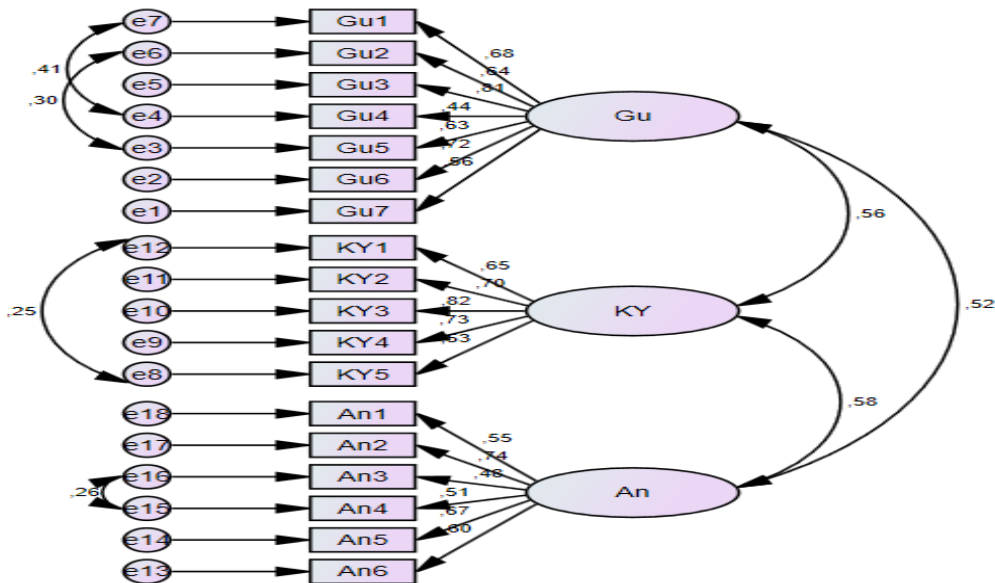 e7 Gu1
,68
e6 Gu2
,64
,41
e5 Gu3
,81
,30
e4 Gu4
,44
Gu
e3 Gu5
,63
,72
e2 Gu6
,56
e1 Gu7
,56
e12 KY1
,65
e11 KY2
,70
,25
e10 KY3
,82
KY
,52
e9 KY4
,73
,53
e8 KY5
,58
e18 An1
,55
e17 An2
,74
e16 An3
,48
,26
An
,51
e15 An4
,67
,60
e14 An5
e13 An6